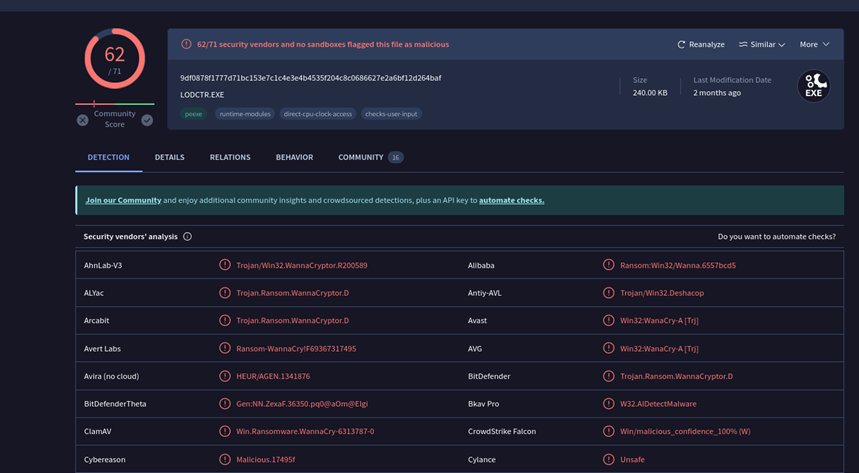 62
/ 71
Community
Score
62/71 security vendors and no sandboxes flagged this file as malicious
Reanalyze
Similar
More
9df0878f1777d71bc153e7c1c4e3e4b4535f204c8c0686627e2a6bf12d264baf
LODCTR.EXE
Size
240.00 KB
Last Modification Date
2 months ago
EXE
peexe
runtime-modules
direct-cpu-clock-access
checks-user-input
DETECTION
DETAILS
RELATIONS
BEHAVIOR
COMMUNITY 16
Join our Community and enjoy additional community insights and crowdsourced detections, plus an API key to automate checks.
Security vendors' analysis
Do you want to automate checks?
AhnLab-V3 Trojan/Win32.WannaCryptor.R200589 Alibaba Ransom:Win32/Wanna.6557bcd5
ALYac Trojan.Ransom.WannaCryptor.D Antiy-AVL Trojan/Win32.Deshacop
Arcabit Trojan.Ransom.WannaCryptor.D Avast Win32:WanaCry-A [Trj]
Avert Labs Ransom-WannaCry!F69367317495 AVG Win32:WanaCry-A [Trj]
Avira (no cloud) HEUR/AGEN.1341876 BitDefender Trojan.Ransom.WannaCryptor.D
BitDefenderTheta Gen:NN.ZexaF.36350.pq0@aOm@EIgi Bkav Pro W32.AIDetectMalware
ClamAV Win.Ransomware.WannaCry-6313787-0 CrowdStrike Falcon Win/malicious_confidence_100% (W)
Cybereason Malicious.17495f Cylance Unsafe